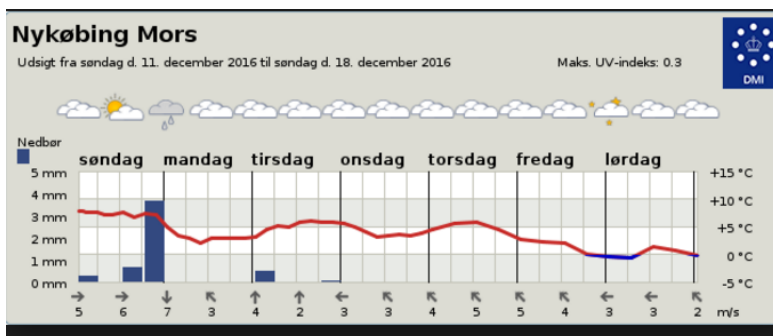 Nykøbing Mors
Udsigt fra søndag d. 11. december 2016 til søndag d. 18. december 2016
Maks. UV-indeks: 0.3
DMI
Nedbør
søndag mandag tirsdag onsdag torsdag fredag lørdag
5 mm +15 °C
4 mm +10 °C
3 mm +5 °C
2 mm 0 °C
1 mm -5 °C
0 mm
5 6 7 3 4 2 3 3 4 5 5 4 3 3 2 m/s